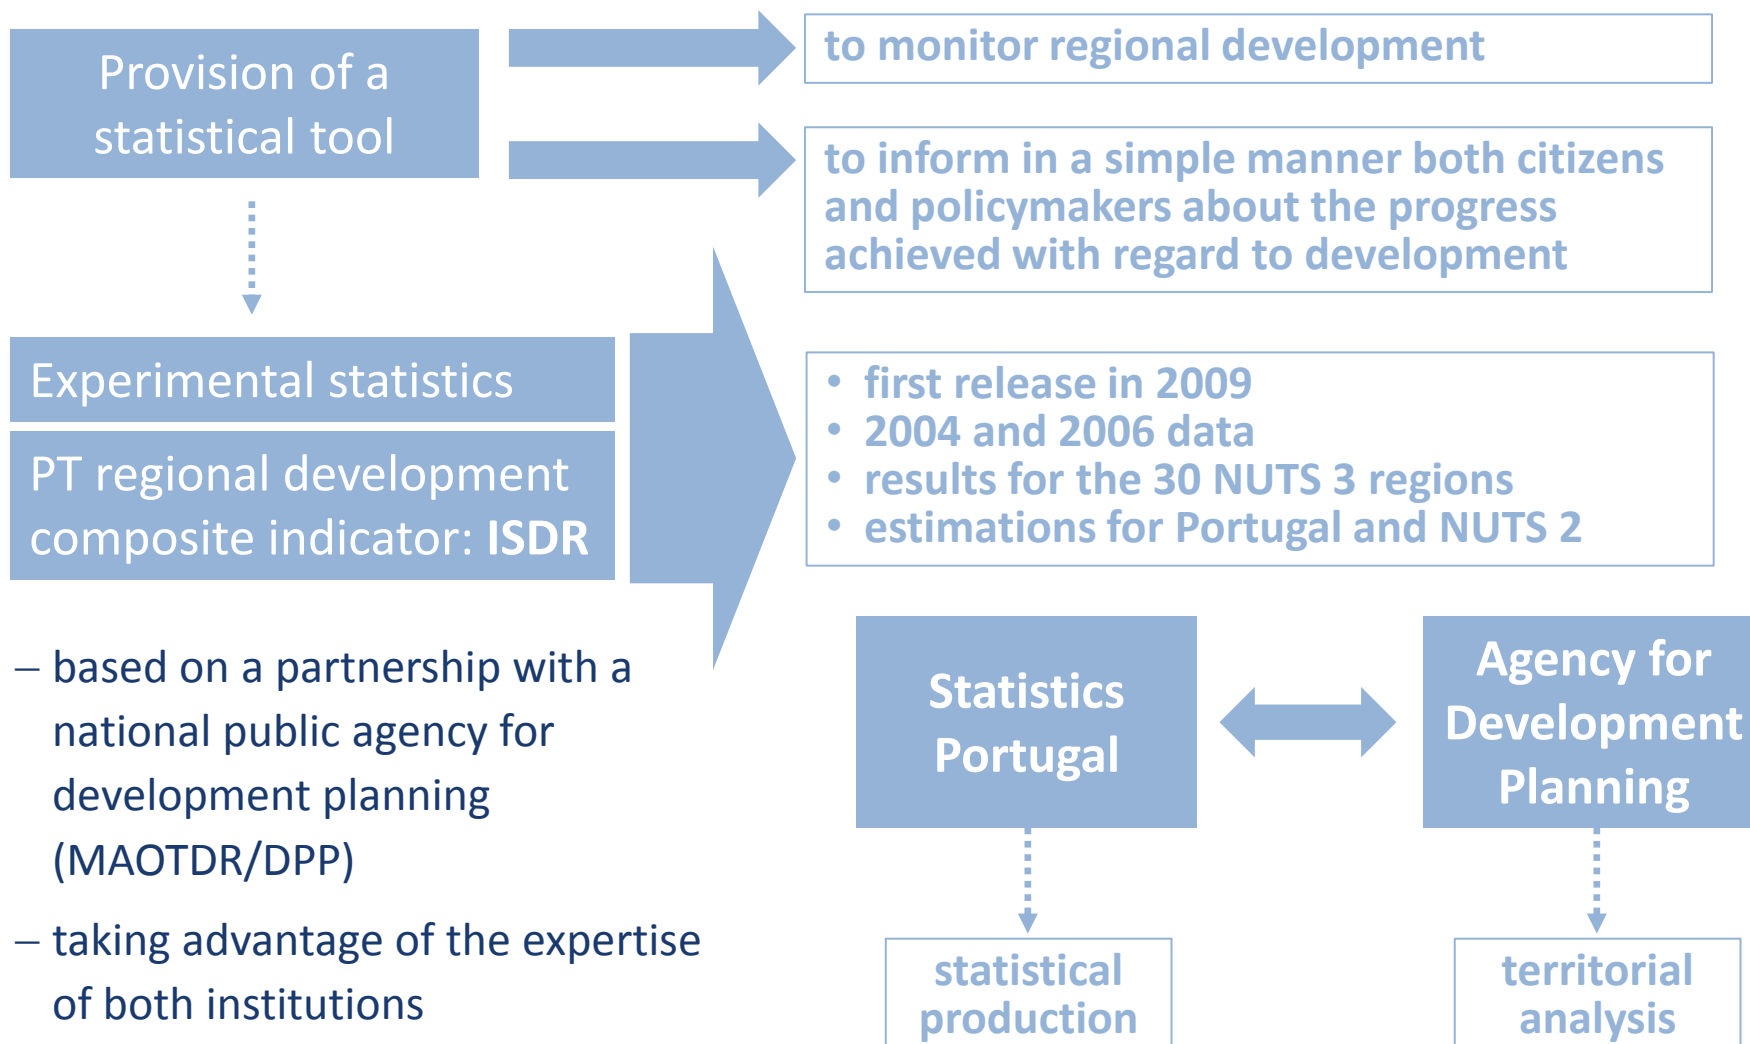 Provision of a
statistical tool
to monitor regional development
to inform in a simple manner both citizens
and policymakers about the progress
achieved with regard to development
Experimental statistics
PT regional development
composite indicator: ISDR
• first release in 2009
• 2004 and 2006 data
• results for the 30 NUTS 3 regions
• estimations for Portugal and NUTS 2
– based on a partnership with a
national public agency for
development planning
(MAOTDR/DPP)
– taking advantage of the expertise
of both institutions
Statistics
Portugal
Agency for
Development
Planning
statistical
production
territorial
analysis